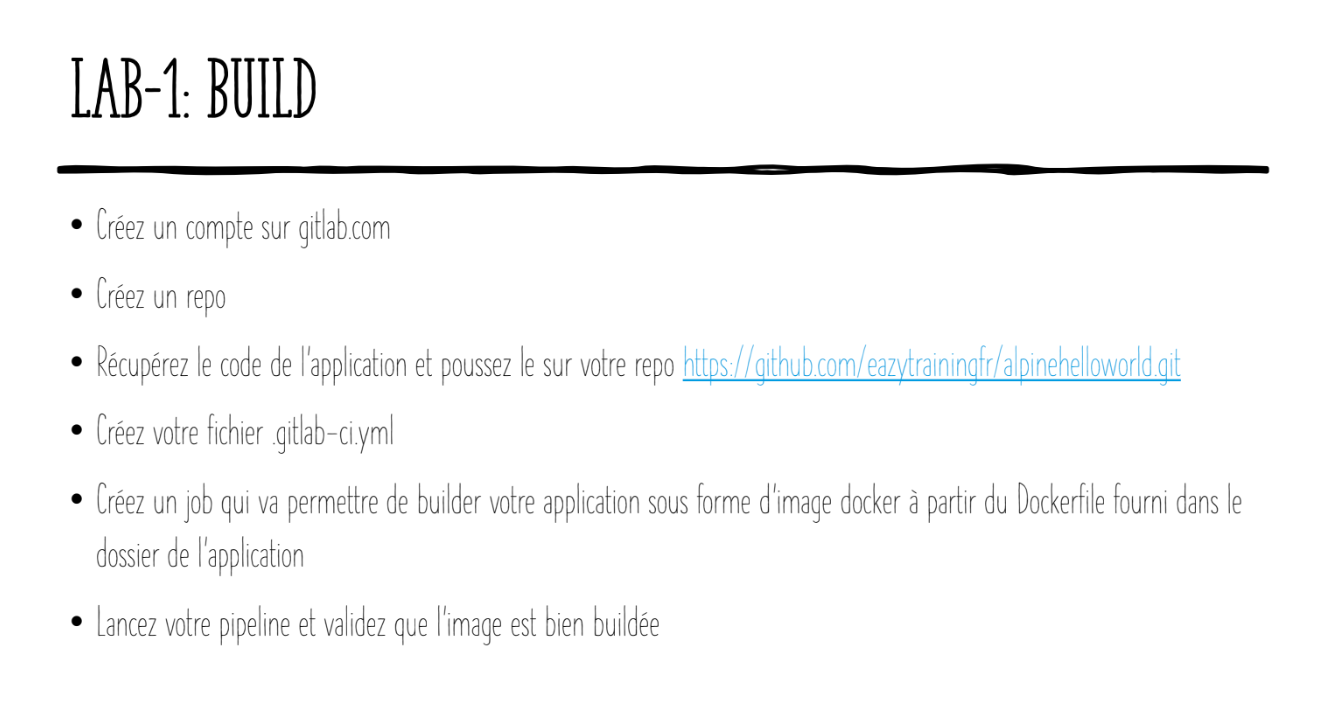 LAB-1: BUILD
• Créez un compte sur gitlab.com
• Créez un repo
• Récupérez le code de l'application et poussez le sur votre repo https://github.com/eazytrainingfr/alpinehelloworld.git
• Créez votre fichier .gitlab-ci.yml
• Créez un job qui va permettre de builder votre application sous forme d'image docker à partir du Dockerfile fourni dans le
dossier de l'application
• Lancez votre pipeline et validez que l'image est bien buildée